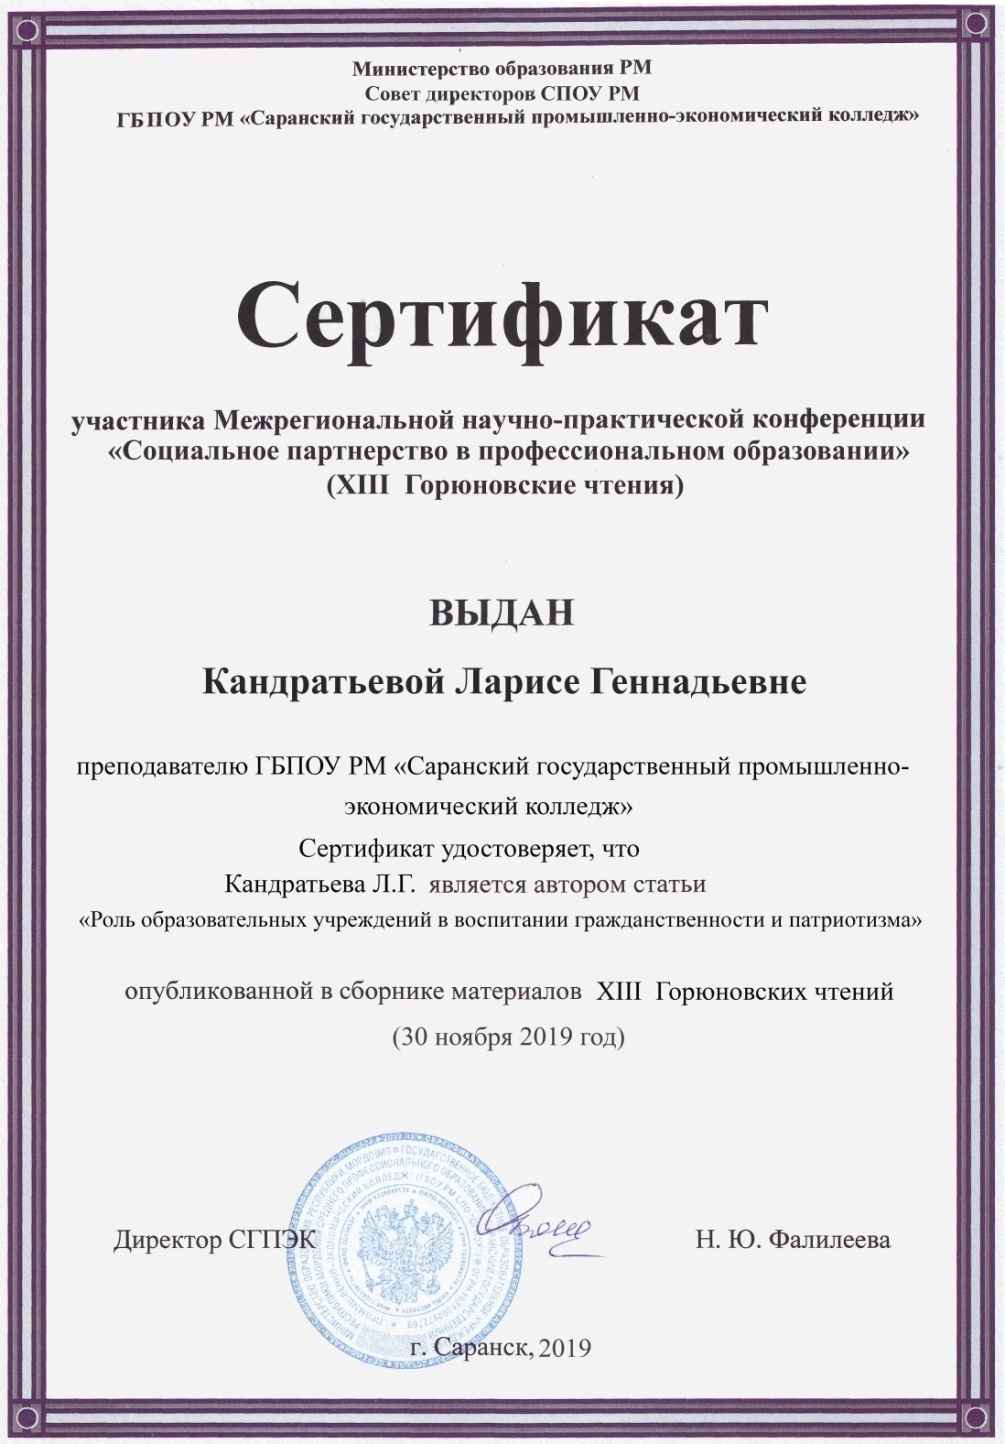 Министерство образования РМ
Совет директоров СПОУ РМ
ГБПОУ РМ «Саранский государственный промышленно-экономический колледж»
Сертификат
участника Межрегиональной научно-практической конференции
«Социальное партнерство в профессиональном образовании»
(XIII Горюновские чтения)
ВЫДАН
Кандратьевой Ларисе Геннадьевне
преподавателю ГБПОУ РМ «Саранский государственный промышленно-
экономический колледж»
Сертификат удостоверяет, что
Кандратьева Л.Г. является автором статьи
«Роль образовательных учреждений в воспитании гражданственности и патриотизма»
опубликованной в сборнике материалов XIII Горюновских чтений
(30 ноября 2019 год)
Директор СГПЭК
Н. Ю. Фалилеева
г. Саранск, 2019